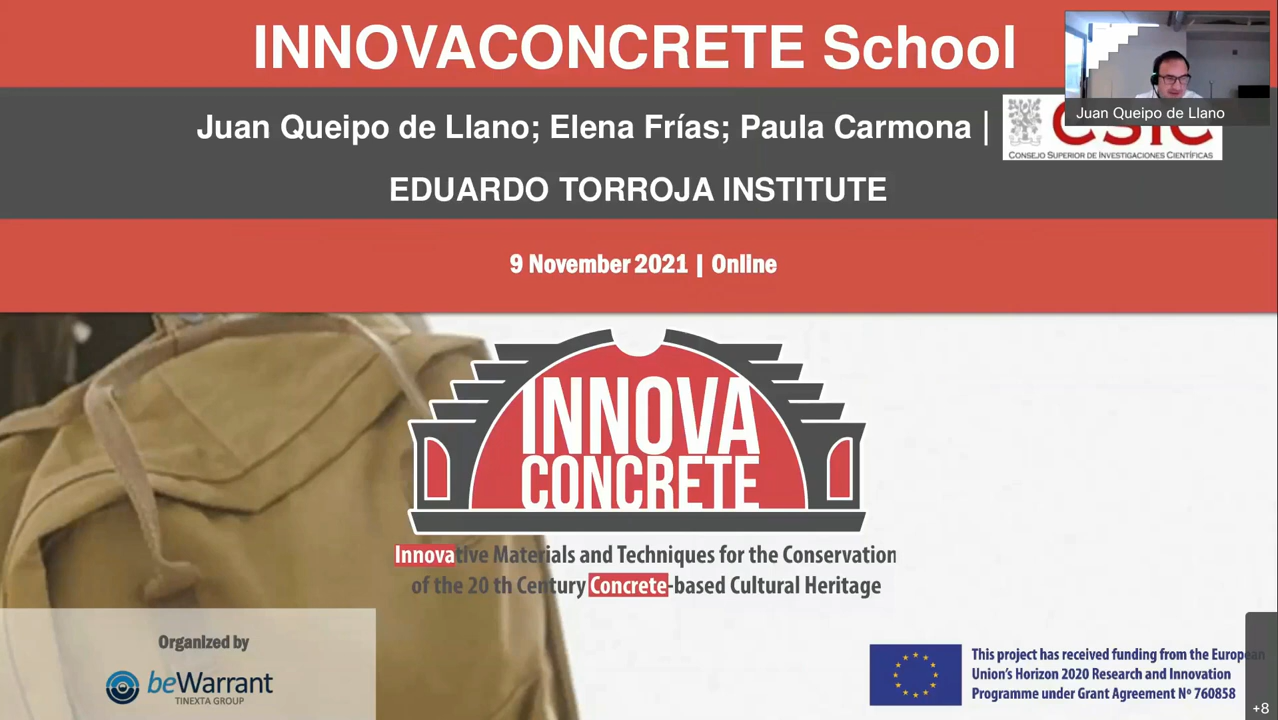 INNOVACONCRETE School
Juan Queipo de Llano
Juan Queipo de Llano; Elena Frías; Paula Carmona |
CSIC
CONSEJO SUPERIOR DE INVESTIGACIONES CIENTÍFICAS
EDUARDO TORROJA INSTITUTE
9 November 2021 | Online
INNOVA
CONCRETE
Innovative Materials and Techniques for the Conservation
of the 20 th Century Concrete-based Cultural Heritage
Organized by
beWarrant
TINEXTA GROUP
This project has received funding from the European
Union's Horizon 2020 Research and Innovation
Programme under Grant Agreement Nº 760858
+8